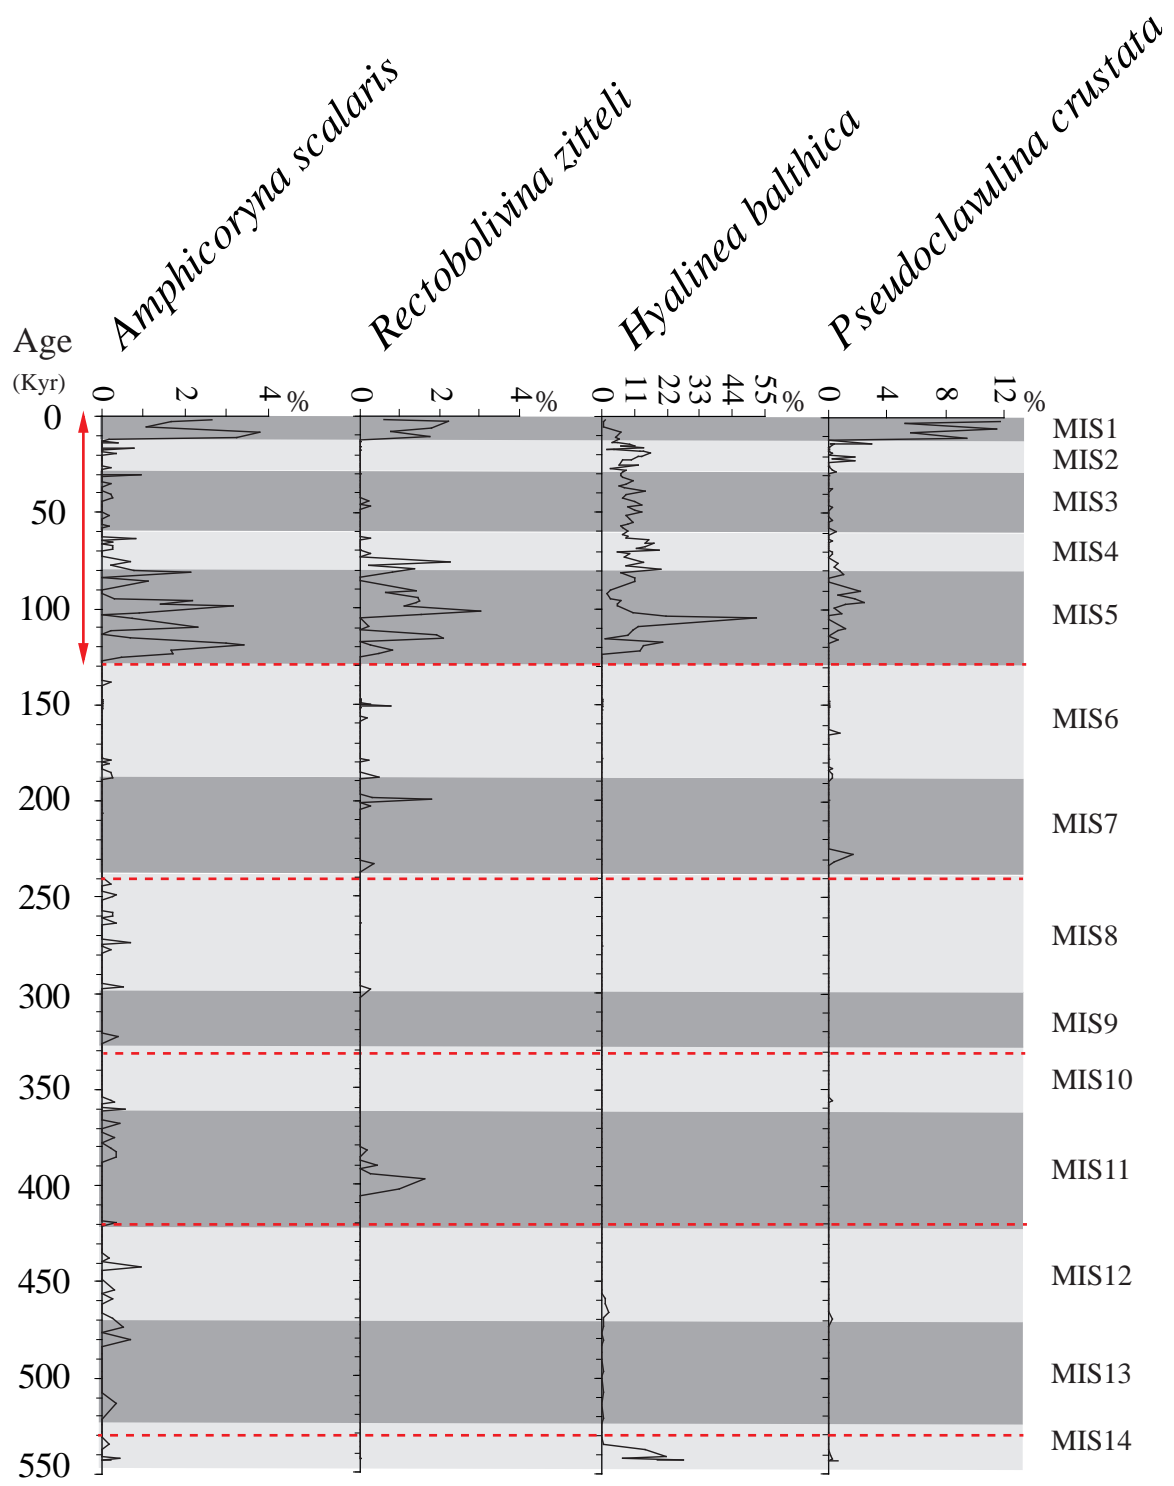 Amphicoryna scalaris
Rectobolivina zitteli
Hyalinea balthica
Pseudoclavulina crustata
Age
(Kyr)
0 2 4 %
0 2 4 %
0 11 22 33 44 55 %
0 4 8 12 %
0
50
100
150
200
250
300
350
400
450
500
550
MIS1
MIS2
MIS3
MIS4
MIS5
MIS6
MIS7
MIS8
MIS9
MIS10
MIS11
MIS12
MIS13
MIS14